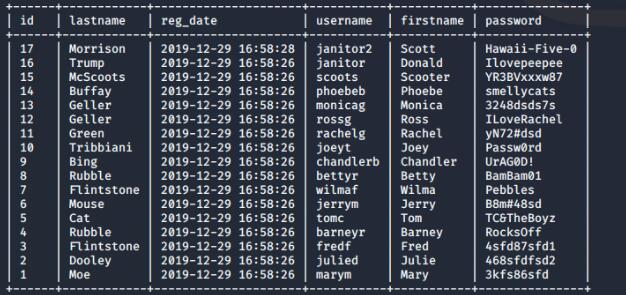 | id | lastname | reg_date | username | firstname | password |
| 17 | Morrison | 2019-12-29 16:58:28 | janitor2 | Scott | Hawaii-Five-0 |
| 16 | Trump | 2019-12-29 16:58:26 | janitor | Donald | Ilovepeepee |
| 15 | McScoots | 2019-12-29 16:58:26 | scoots | Scooter | YR3BVxxxw87 |
| 14 | Buffay | 2019-12-29 16:58:26 | phoebeb | Phoebe | smellycats |
| 13 | Geller | 2019-12-29 16:58:26 | monicag | Monica | 3248dsds7s |
| 12 | Geller | 2019-12-29 16:58:26 | rossg | Ross | ILoveRachel |
| 11 | Green | 2019-12-29 16:58:26 | rachelg | Rachel | yN72#dsd |
| 10 | Tribbiani | 2019-12-29 16:58:26 | joeyt | Joey | Passw0rd |
| 9 | Bing | 2019-12-29 16:58:26 | chandlerb | Chandler | UrAG0D! |
| 8 | Rubble | 2019-12-29 16:58:26 | bettyr | Betty | BamBam01 |
| 7 | Flintstone | 2019-12-29 16:58:26 | wilmaf | Wilma | Pebbles |
| 6 | Mouse | 2019-12-29 16:58:26 | jerrym | Jerry | B8m#48sd |
| 5 | Cat | 2019-12-29 16:58:26 | tomc | Tom | TC&TheBoyz |
| 4 | Rubble | 2019-12-29 16:58:26 | barneyr | Barney | RocksOff |
| 3 | Flintstone | 2019-12-29 16:58:26 | fredf | Fred | 4sfd87sfd1 |
| 2 | Dooley | 2019-12-29 16:58:26 | julied | Julie | 468sfdfsd2 |
| 1 | Moe | 2019-12-29 16:58:26 | marym | Mary | 3kfs86sfd |